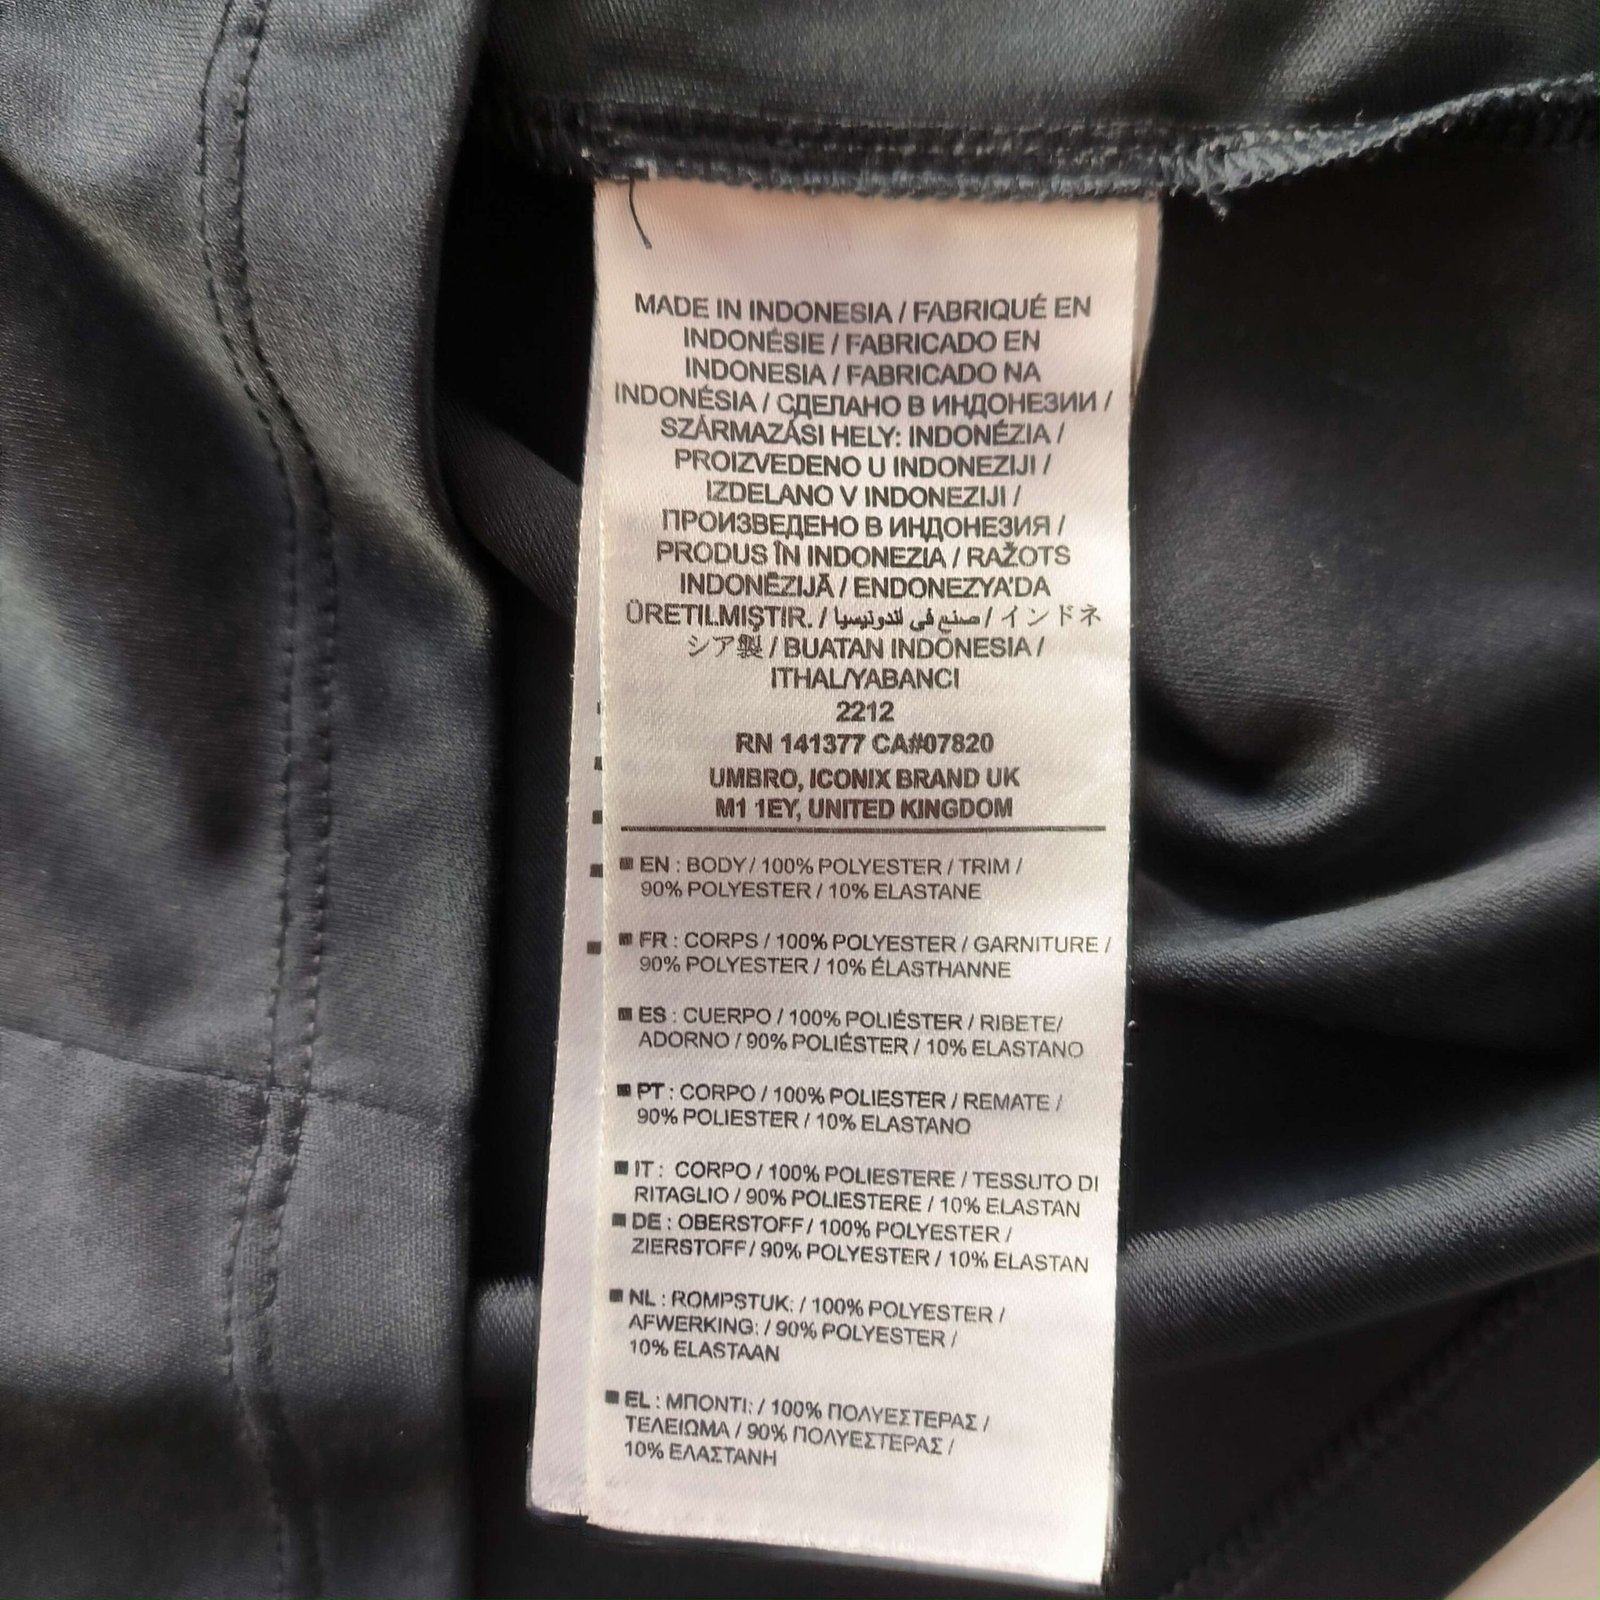 MADE IN INDONESIA / FABRIQUÉ EN
INDONÉSIE / FABRICADO EN
INDONESIA / FABRICADO NA
INDONÉSIA / СДЕЛАНО В ИНДОНЕЗИИ /
SZÁRMAZÁSI HELY: INDONÉZIA /
PROIZVEDENO U INDONEZIJI /
IZDELANO V INDONEZIJI /
ПРОИЗВЕДЕНО В ИНДОНЕЗИЯ /
PRODUS ÎN INDONEZIA / RAŽOTS
INDONĒZIJĀ / ENDONEZYA'DA
ÜRETILMIŞTIR. / صنع في اندونيسيا / インドネ
シア製 / BUATAN INDONESIA /
ITHAL/YABANCI
2212
RN 141377 CA#07820
UMBRO, ICONIX BRAND UK
M1 1EY, UNITED KINGDOM
EN : BODY / 100% POLYESTER / TRIM /
90% POLYESTER / 10% ELASTANE
FR : CORPS / 100% POLYESTER / GARNITURE /
90% POLYESTER / 10% ÉLASTHANNE
ES : CUERPO / 100% POLIÉSTER / RIBETE/
ADORNO / 90% POLIÉSTER / 10% ELASTANO
PT : CORPO / 100% POLIESTER / REMATE /
90% POLIESTER / 10% ELASTANO
IT : CORPO / 100% POLIESTERE / TESSUTO DI
RITAGLIO / 90% POLIESTERE / 10% ELASTAN
DE : OBERSTOFF / 100% POLYESTER /
ZIERSTOFF / 90% POLYESTER / 10% ELASTAN
NL : ROMPSTUK: / 100% POLYESTER /
AFWERKING: / 90% POLYESTER /
10% ELASTAAN
EL : ΜΠΟΝΤΙ: / 100% ΠΟΛΥΕΣΤΕΡΑΣ /
ΤΕΛΕΙΩΜΑ / 90% ΠΟΛΥΕΣΤΕΡΑΣ /
10% ΕΛΑΣΤΑΝΗ